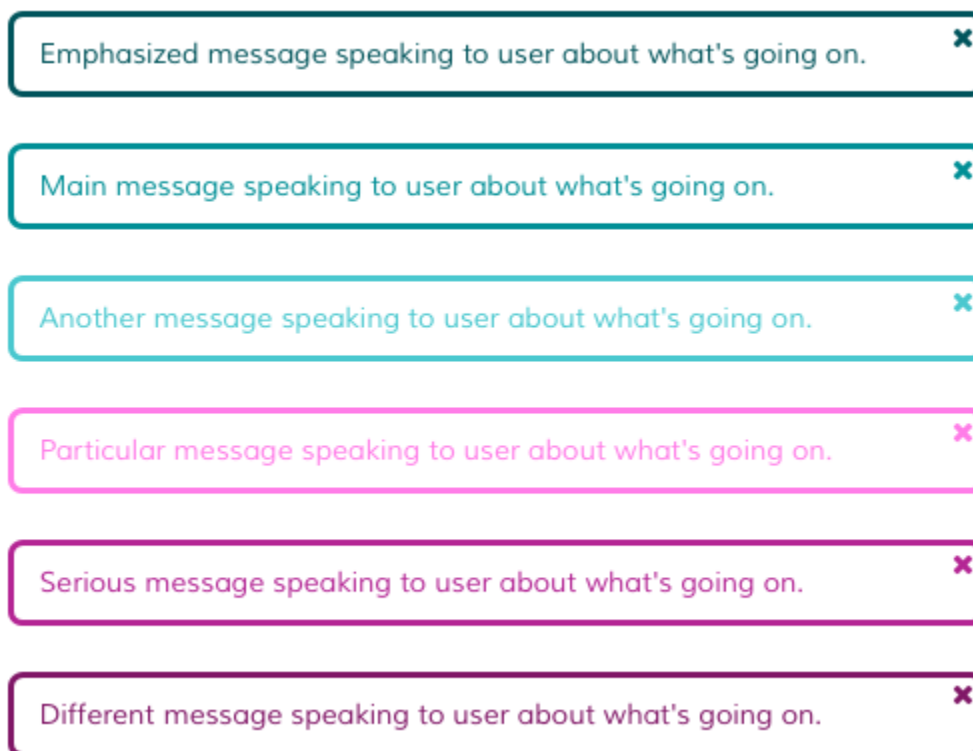 Emphasized message speaking to user about what's going on.
Main message speaking to user about what's going on.
Another message speaking to user about what's going on.
Particular message speaking to user about what's going on.
Serious message speaking to user about what's going on.
Different message speaking to user about what's going on.